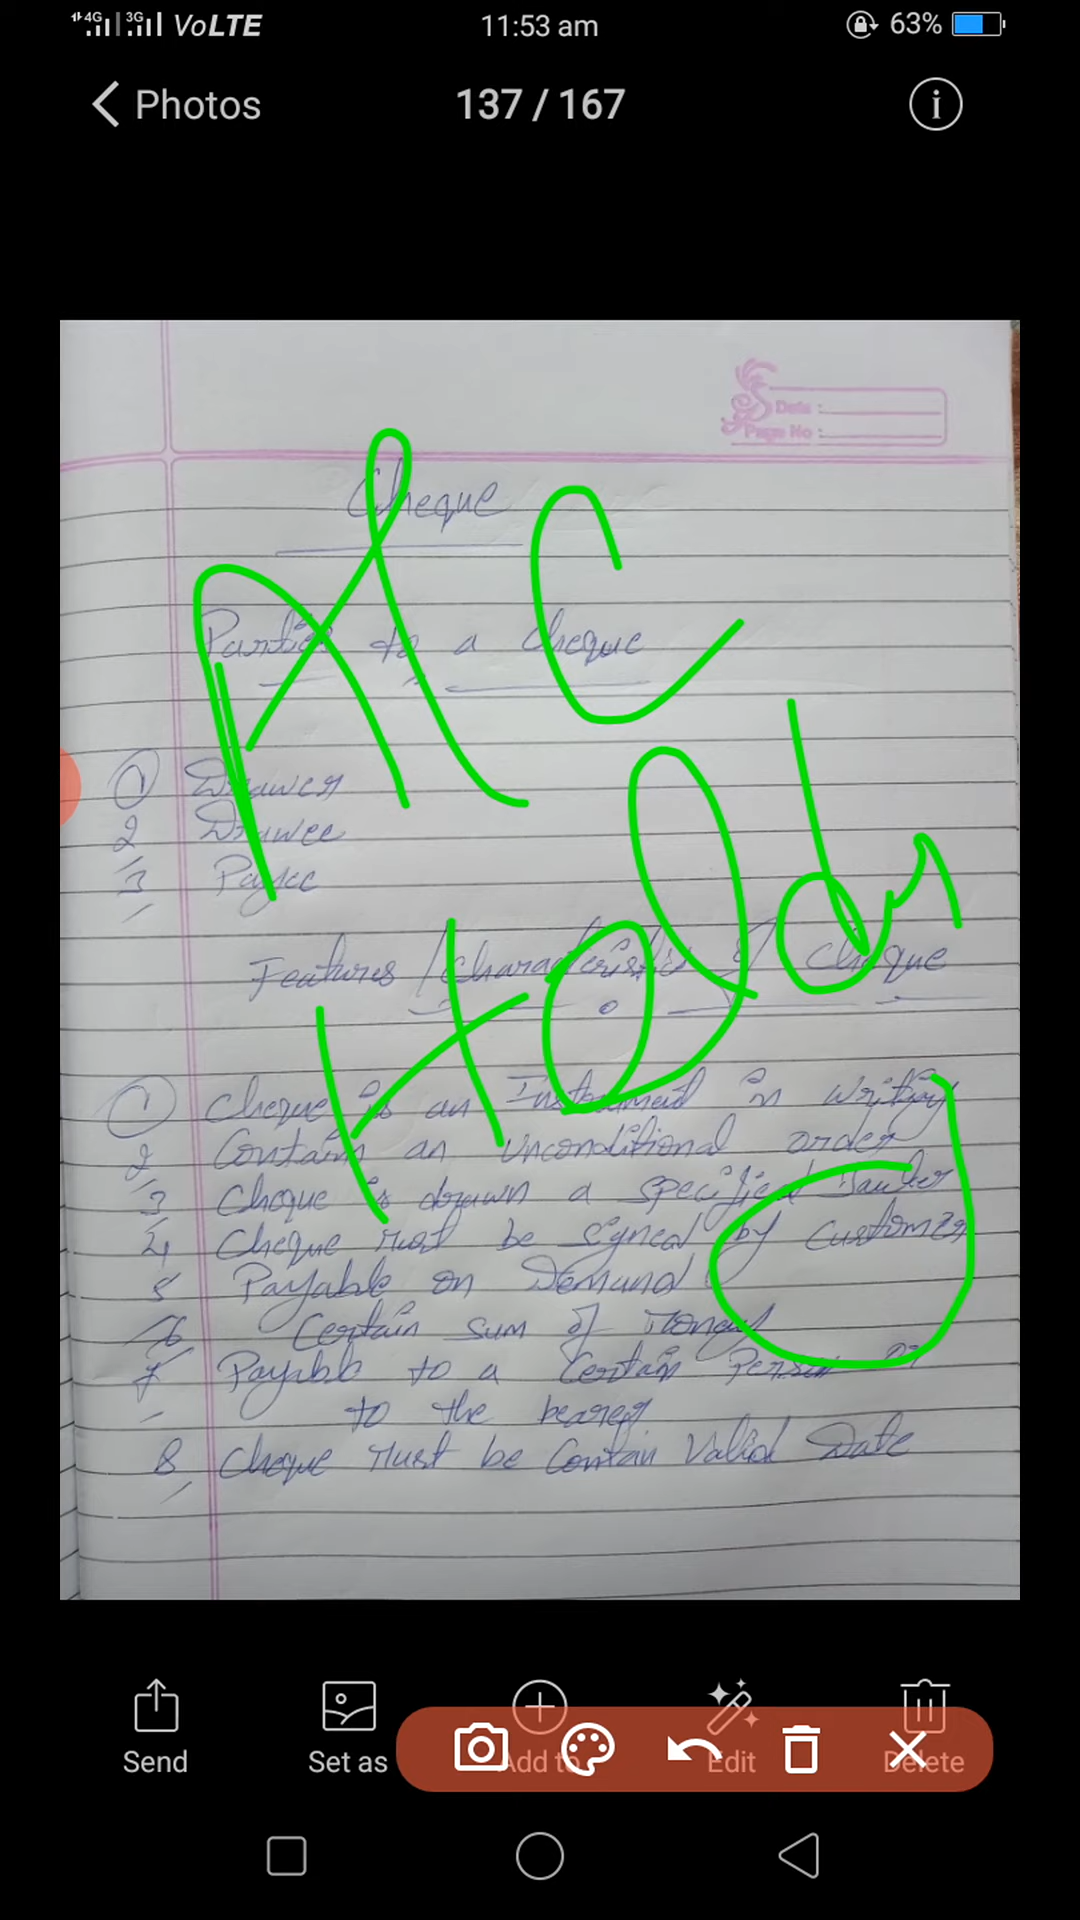 4G 3G VoLTE 11:53 am 63%
Photos 137 / 167
Date :
Page No :
Cheque
Parties to a cheque
1 Drawer
2 Drawee
3 Payee
Features / Characteristics of Cheque
1 Cheque is an Instrument in writing
2 Contain an unconditional order
3 Cheque is drawn a specified Banker
4 Cheque Must be signed by Customer
5 Payable on Demand
6 Certain sum of Money
7 Payable to a Certain Person or
to the bearer
8 Cheque Must be Contain Valid Date
A/C
Holder
Send Set as Add to Edit Delete